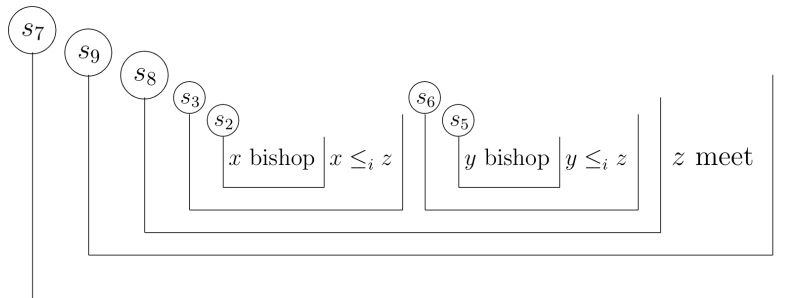 s₇
s₉
s₈
s₃ s₆
s₂ s₅
x bishop x ≤ᵢ z y bishop y ≤ᵢ z z meet